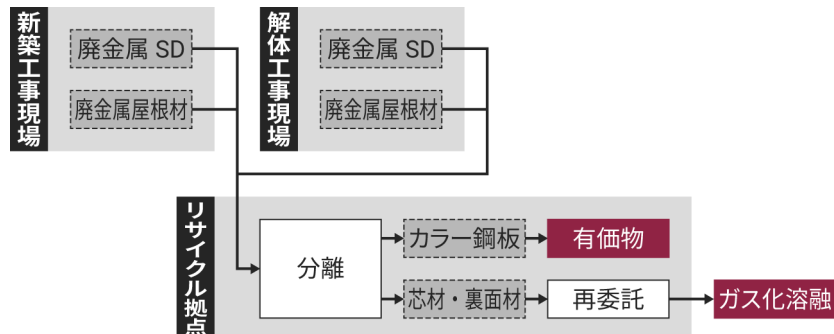 新築工事現場
廃金属 SD
廃金属屋根材
解体工事現場
廃金属 SD
廃金属屋根材
リサイクル拠点
分離
カラー鋼板
有価物
芯材・裏面材
再委託
ガス化溶融